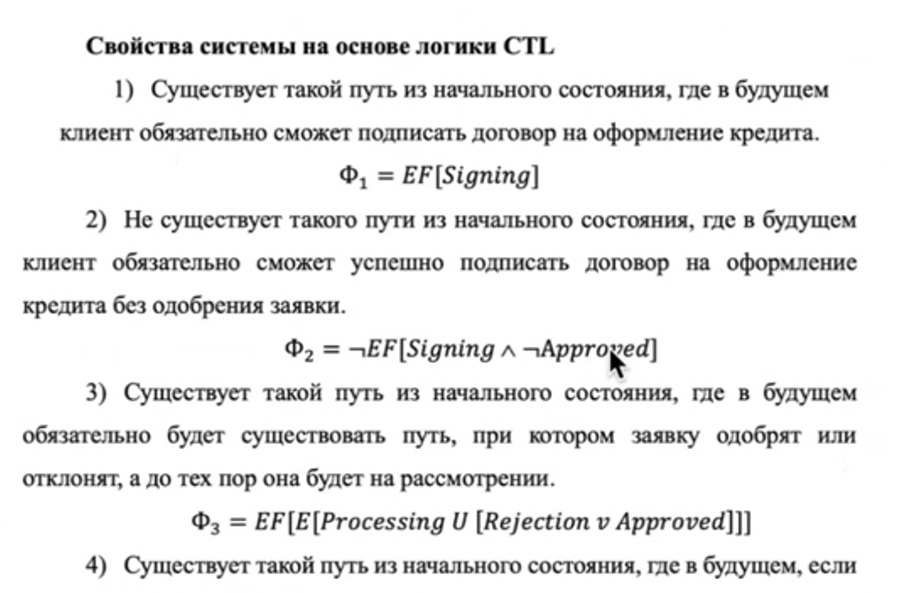 Свойства системы на основе логики CTL
1) Существует такой путь из начального состояния, где в будущем
клиент обязательно сможет подписать договор на оформление кредита.
Φ₁ = EF[Signing]
2) Не существует такого пути из начального состояния, где в будущем
клиент обязательно сможет успешно подписать договор на оформление
кредита без одобрения заявки.
Φ₂ = ¬EF[Signing ∧ ¬Approved]
3) Существует такой путь из начального состояния, где в будущем
обязательно будет существовать путь, при котором заявку одобрят или
отклонят, а до тех пор она будет на рассмотрении.
Φ₃ = EF[E[Processing U [Rejection v Approved]]]
4) Существует такой путь из начального состояния, где в будущем, если